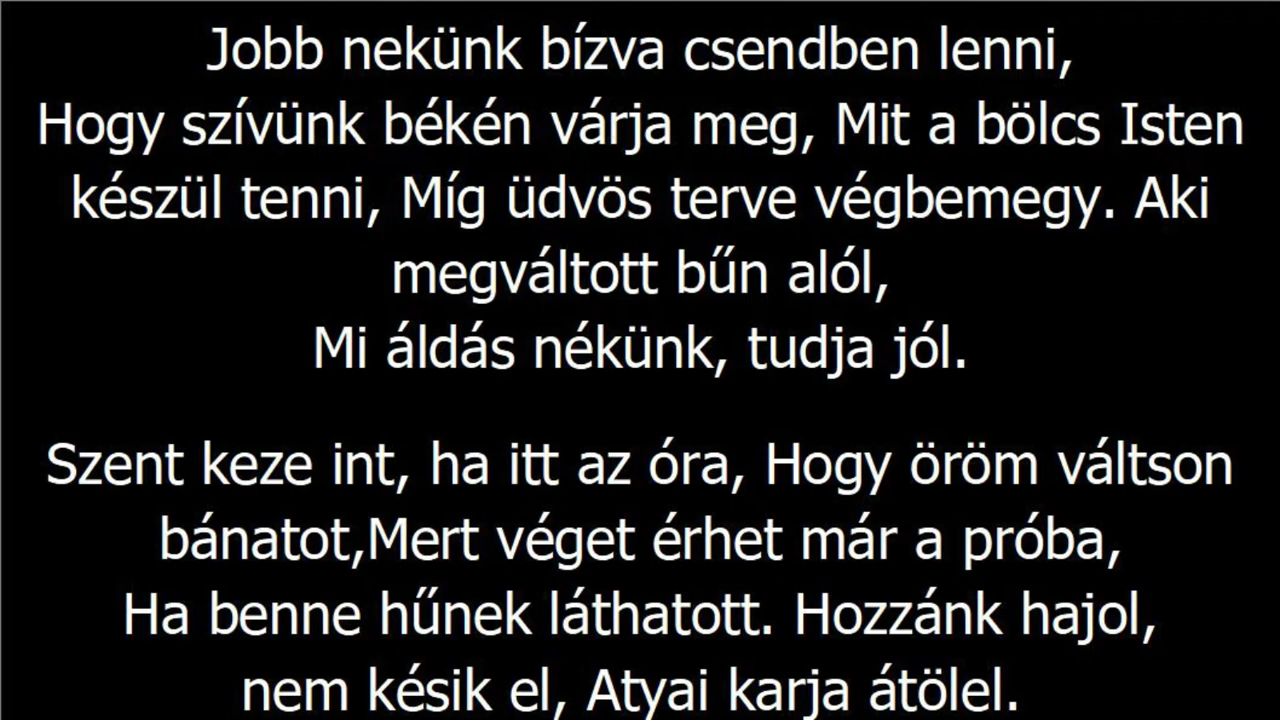 Jobb nekünk bízva csendben lenni,
Hogy szívünk békén várja meg, Mit a bölcs Isten
készül tenni, Míg üdvös terve végbemegy. Aki
megváltott bűn alól,
Mi áldás nékünk, tudja jól.
Szent keze int, ha itt az óra, Hogy öröm váltson
bánatot,Mert véget érhet már a próba,
Ha benne hűnek láthatott. Hozzánk hajol,
nem késik el, Atyai karja átölel.